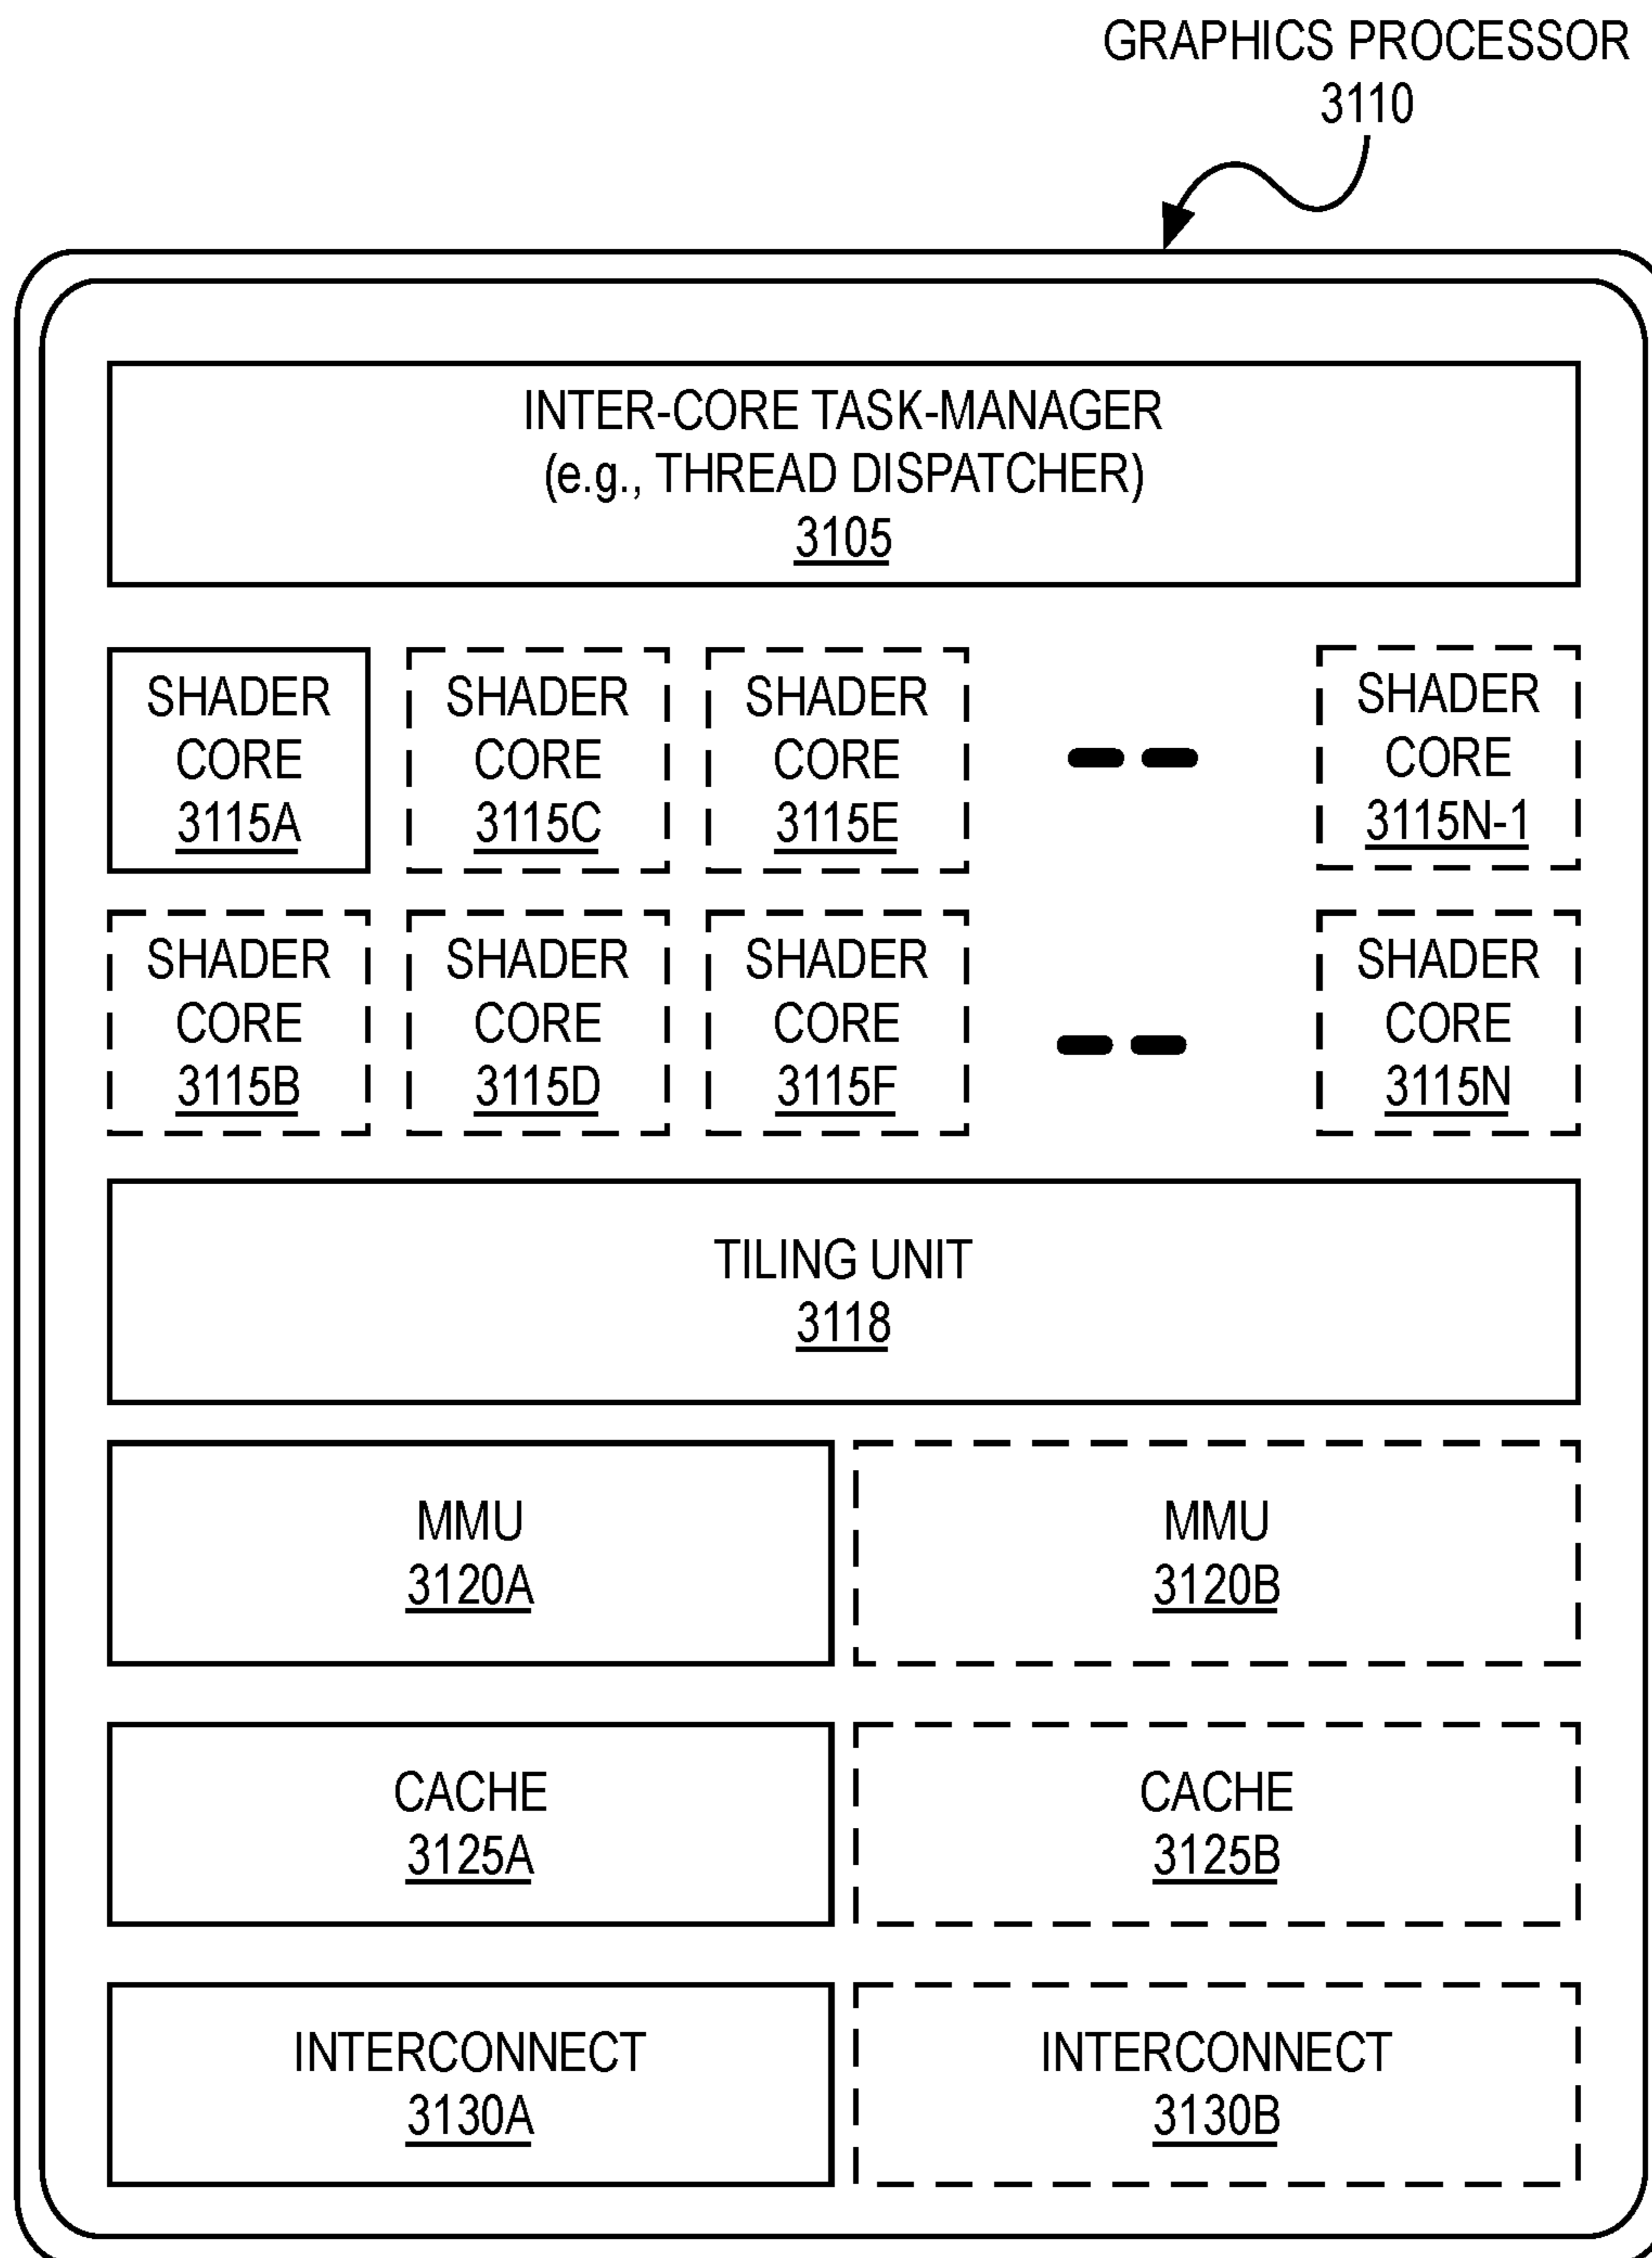 GRAPHICS PROCESSOR
3110
INTER-CORE TASK-MANAGER
(e.g., THREAD DISPATCHER)
3105
SHADER
CORE
3115A
SHADER
CORE
3115C
SHADER
CORE
3115E
SHADER
CORE
3115N-1
SHADER
CORE
3115B
SHADER
CORE
3115D
SHADER
CORE
3115F
SHADER
CORE
3115N
TILING UNIT
3118
MMU
3120A
MMU
3120B
CACHE
3125A
CACHE
3125B
INTERCONNECT
3130A
INTERCONNECT
3130B